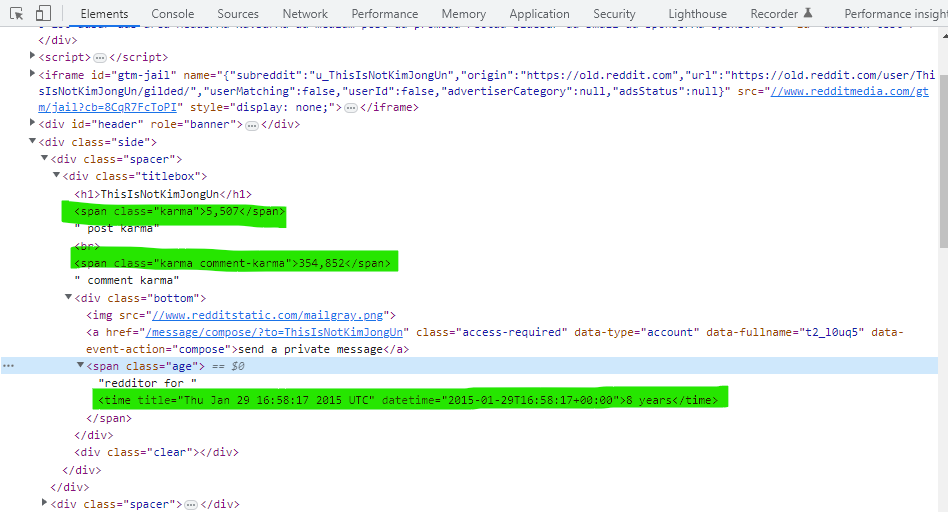 Elements Console Sources Network Performance Memory Application Security Lighthouse Recorder Performance insight
</div>
<script>…</script>
<iframe id="gtm-jail" name="{"subreddit":"u_ThisIsNotKimJongUn","origin":"https://old.reddit.com","url":"https://old.reddit.com/user/Thi
sIsNotKimJongUn/gilded/","userMatching":false,"userId":false,"advertiserCategory":null,"adsStatus":null}" src="//www.redditmedia.com/gt
m/jail?cb=8CqR7FcToPI" style="display: none;">…</iframe>
<div id="header" role="banner">…</div>
<div class="side">
<div class="spacer">
<div class="titlebox">
<h1>ThisIsNotKimJongUn</h1>
<span class="karma">5,507</span>
" post karma"
<br>
<span class="karma comment-karma">354,852</span>
" comment karma"
<div class="bottom">
<img src="//www.redditstatic.com/mailgray.png">
<a href="/message/compose/?to=ThisIsNotKimJongUn" class="access-required" data-type="account" data-fullname="t2_l0uq5" data-
event-action="compose">send a private message</a>
… <span class="age"> == $0
"redditor for "
<time title="Thu Jan 29 16:58:17 2015 UTC" datetime="2015-01-29T16:58:17+00:00">8 years</time>
</span>
</div>
<div class="clear"></div>
</div>
</div>
<div class="spacer">…</div>